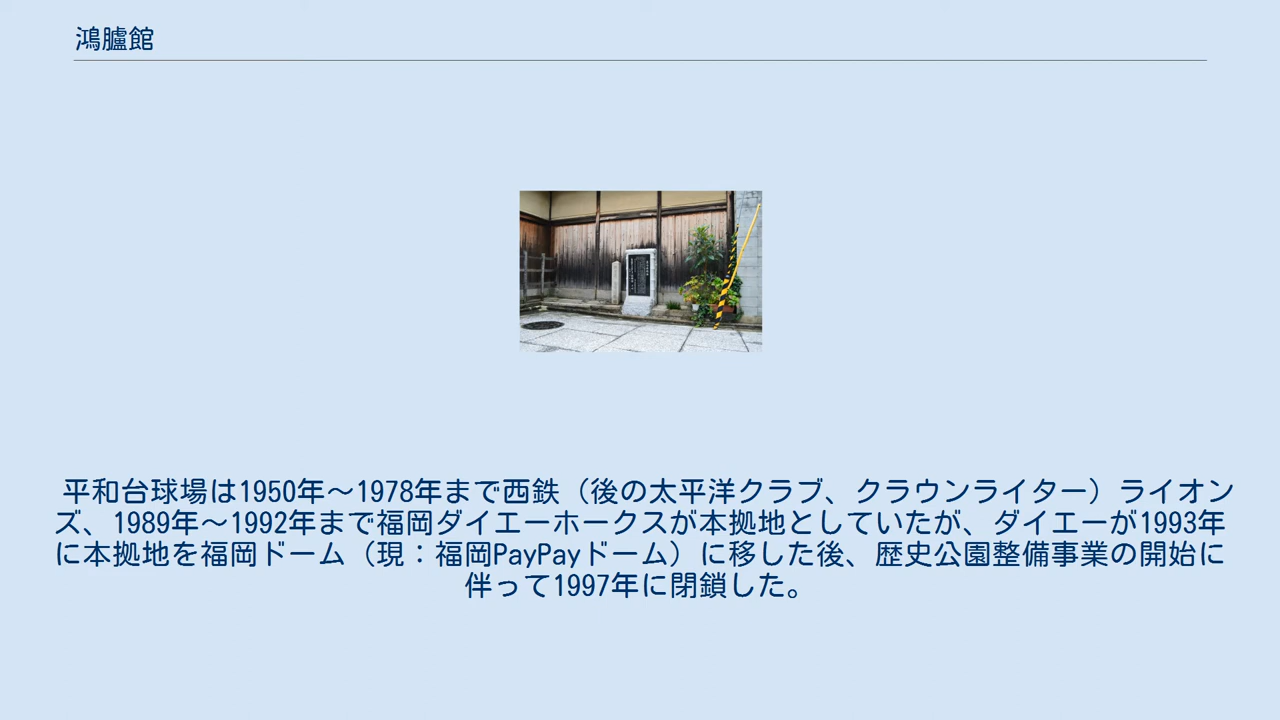 鴻臚館
平和台球場は1950年～1978年まで西鉄（後の太平洋クラブ、クラウンライター）ライオン
ズ、1989年～1992年まで福岡ダイエーホークスが本拠地としていたが、ダイエーが1993年
に本拠地を福岡ドーム（現：福岡PayPayドーム）に移した後、歴史公園整備事業の開始に
伴って1997年に閉鎖した。